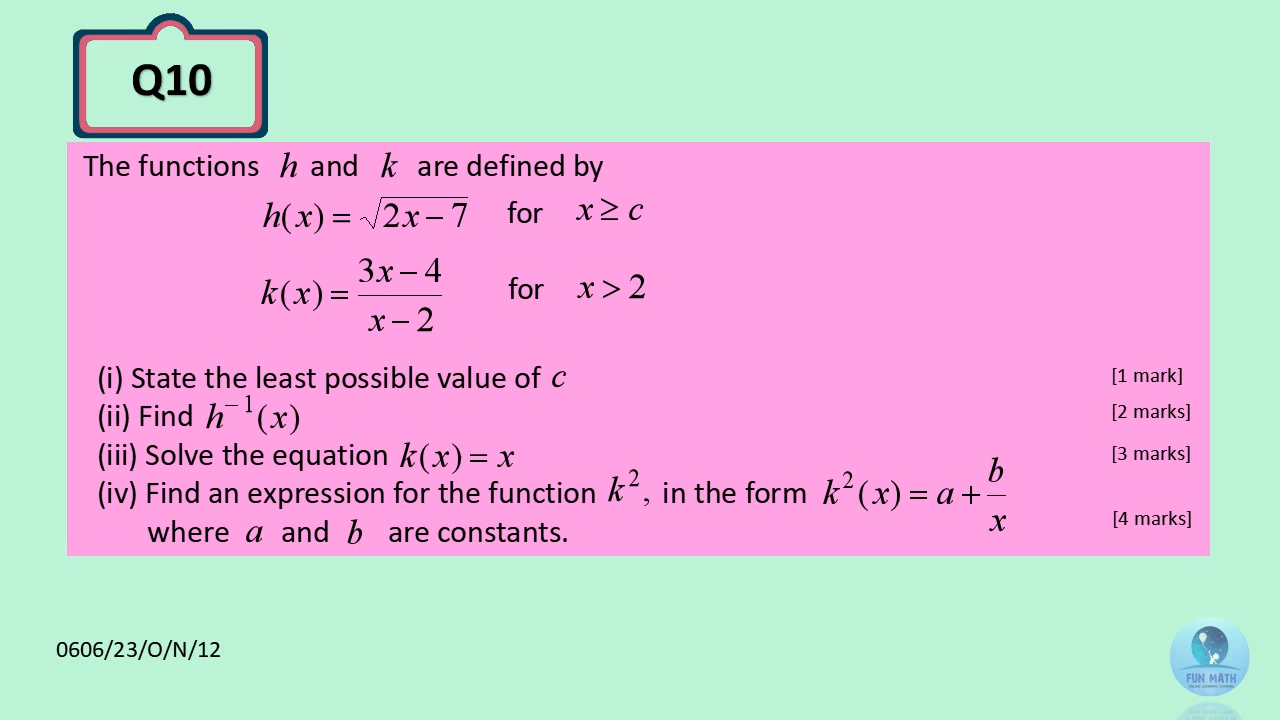 Q10
The functions h and k are defined by
h(x) = √(2x − 7) for x ≥ c
k(x) = (3x − 4)/(x − 2) for x > 2
(i) State the least possible value of c [1 mark]
(ii) Find h⁻¹(x) [2 marks]
(iii) Solve the equation k(x) = x [3 marks]
(iv) Find an expression for the function k², in the form k²(x) = a + b/x
where a and b are constants. [4 marks]
0606/23/O/N/12
FUN MATH
ONLINE LEARNING CHANNEL